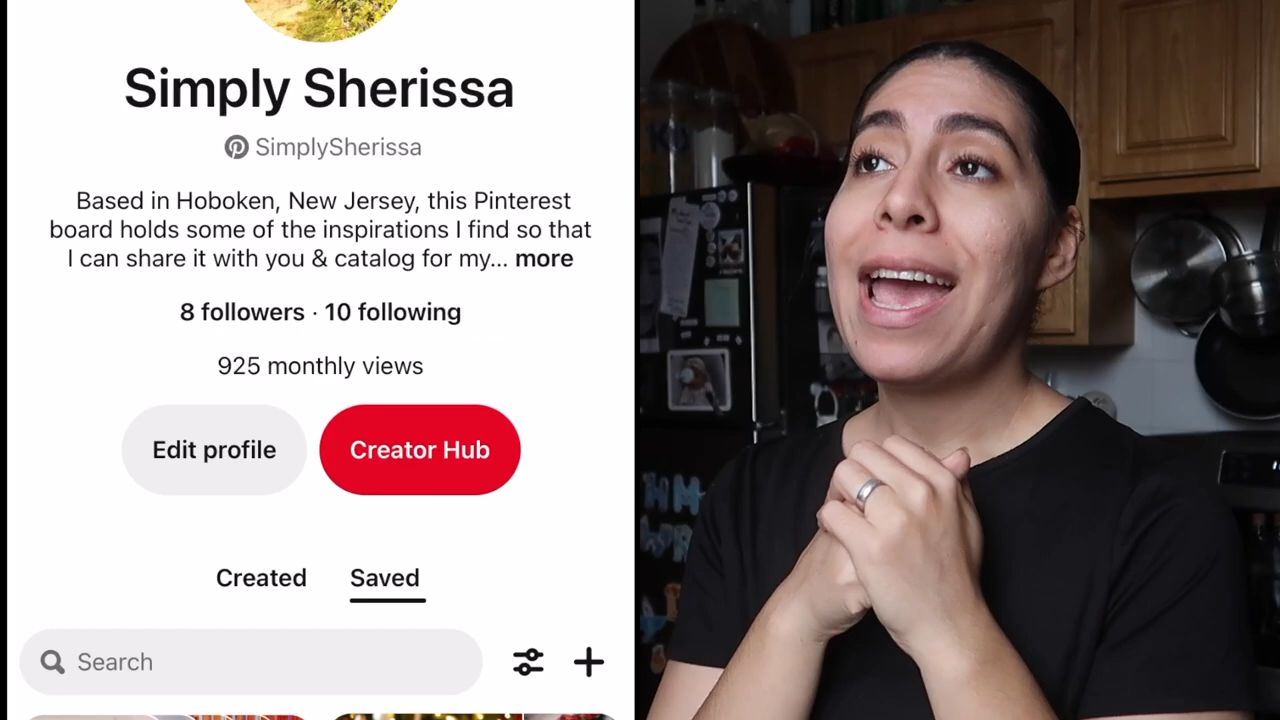 Simply Sherissa
SimplySherissa
Based in Hoboken, New Jersey, this Pinterest
board holds some of the inspirations I find so that
I can share it with you & catalog for my... more
8 followers · 10 following
925 monthly views
Edit profile
Creator Hub
Created
Saved
Search